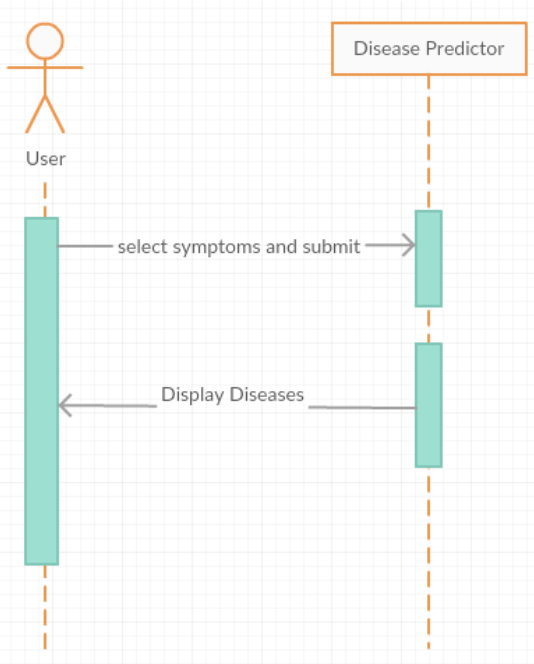 Disease Predictor
User
select symptoms and submit
Display Diseases